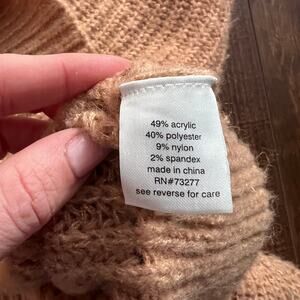 49% acrylic
40% polyester
9% nylon
2% spandex
made in china
RN#73277
see reverse for care